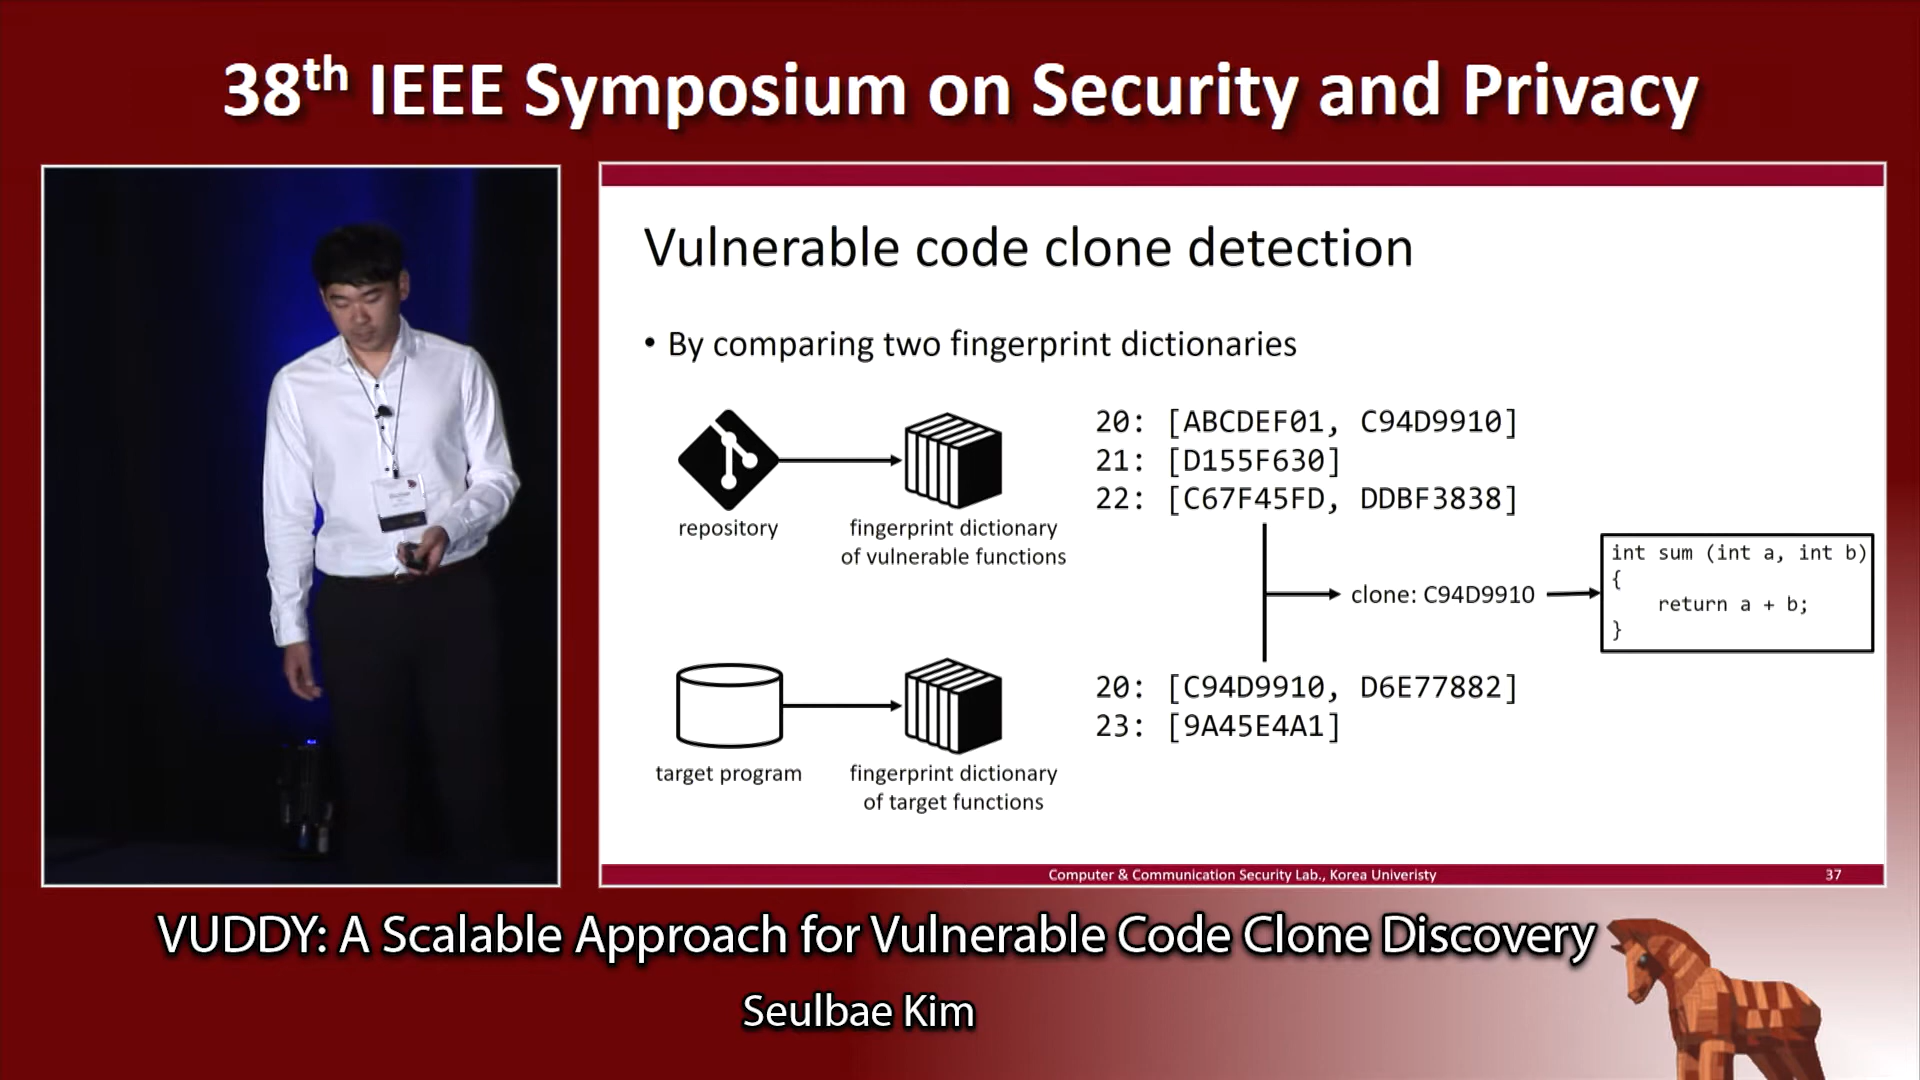 38th IEEE Symposium on Security and Privacy
Vulnerable code clone detection
• By comparing two fingerprint dictionaries
repository
fingerprint dictionary
of vulnerable functions
20: [ABCDEF01, C94D9910]
21: [D155F630]
22: [C67F45FD, DDBF3838]
clone: C94D9910
int sum (int a, int b)
{
return a + b;
}
target program
fingerprint dictionary
of target functions
20: [C94D9910, D6E77882]
23: [9A45E4A1]
Computer & Communication Security Lab., Korea Univeristy
37
VUDDY: A Scalable Approach for Vulnerable Code Clone Discovery
Seulbae Kim